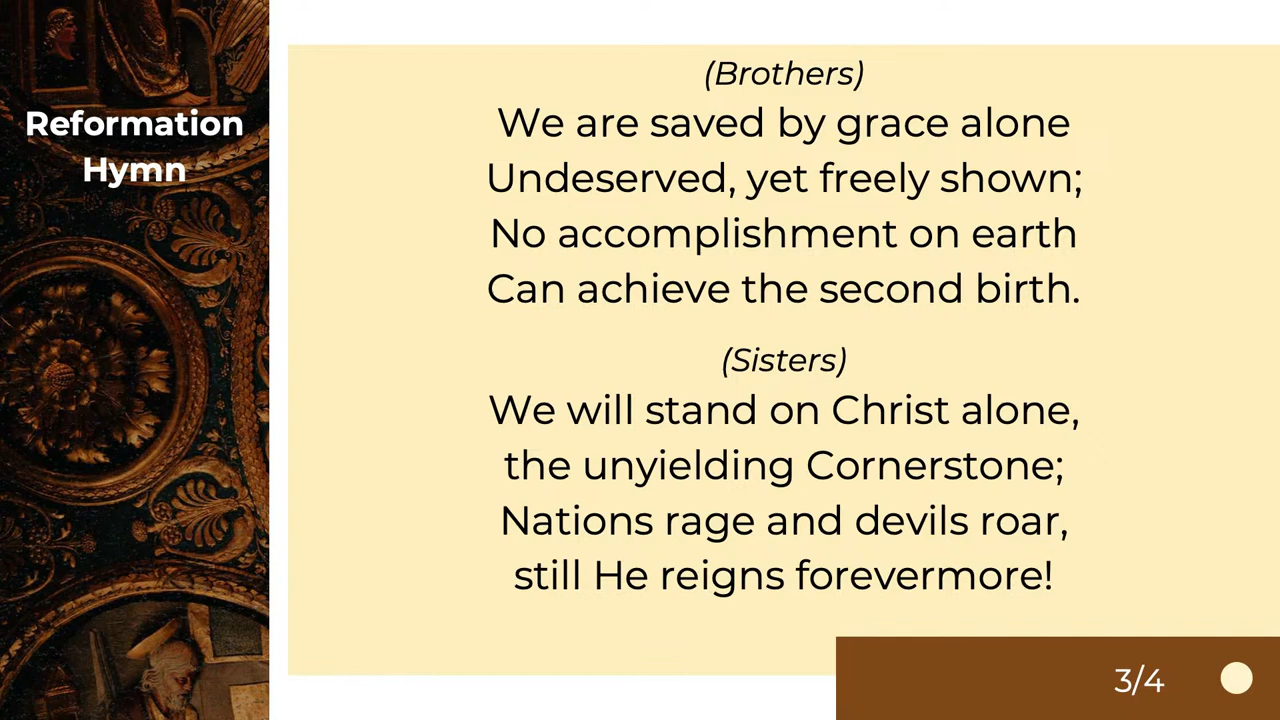 Reformation
Hymn
(Brothers)
We are saved by grace alone
Undeserved, yet freely shown;
No accomplishment on earth
Can achieve the second birth.
(Sisters)
We will stand on Christ alone,
the unyielding Cornerstone;
Nations rage and devils roar,
still He reigns forevermore!
3/4